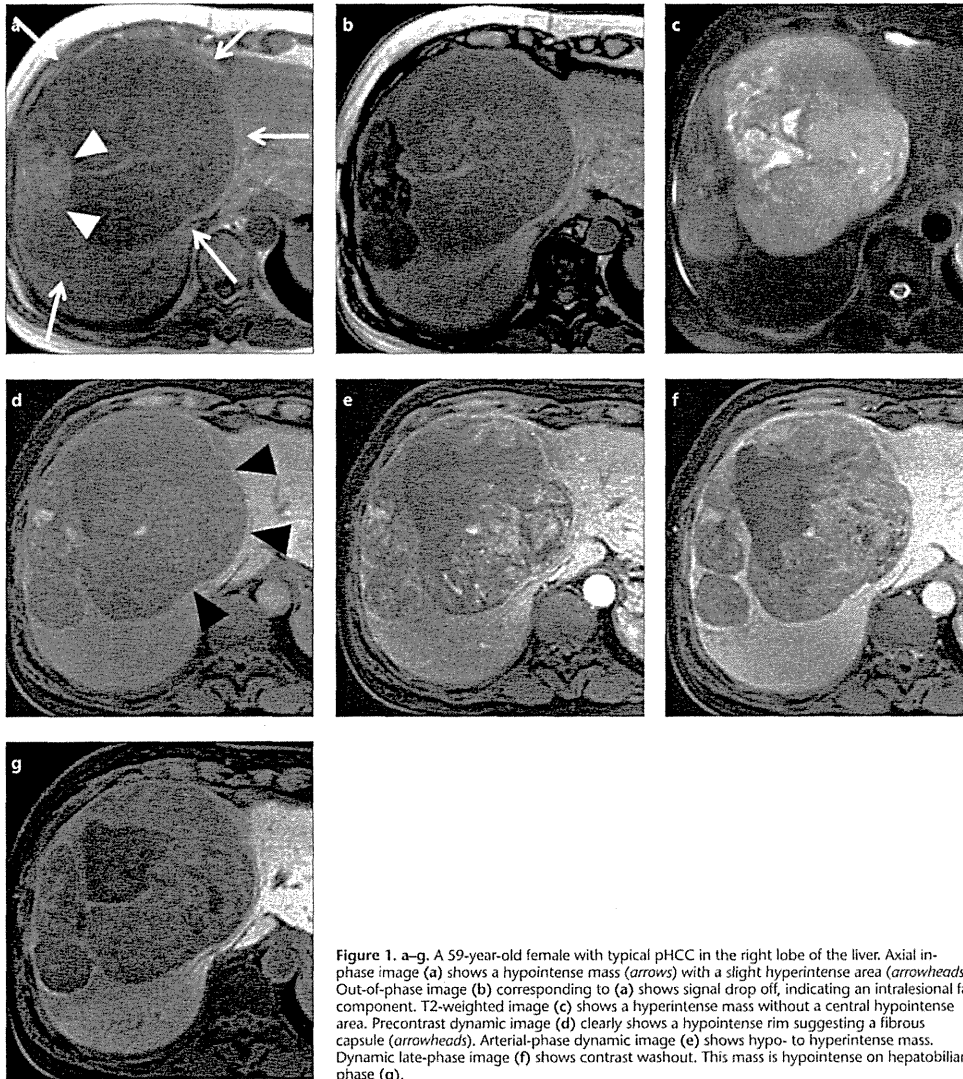 a
b
c
d
e
f
g
Figure 1. a–g. A 59-year-old female with typical pHCC in the right lobe of the liver. Axial in-
phase image (a) shows a hypointense mass (arrows) with a slight hyperintense area (arrowheads
Out-of-phase image (b) corresponding to (a) shows signal drop off, indicating an intralesional fa
component. T2-weighted image (c) shows a hyperintense mass without a central hypointense
area. Precontrast dynamic image (d) clearly shows a hypointense rim suggesting a fibrous
capsule (arrowheads). Arterial-phase dynamic image (e) shows hypo- to hyperintense mass.
Dynamic late-phase image (f) shows contrast washout. This mass is hypointense on hepatobiliar
phase (g).